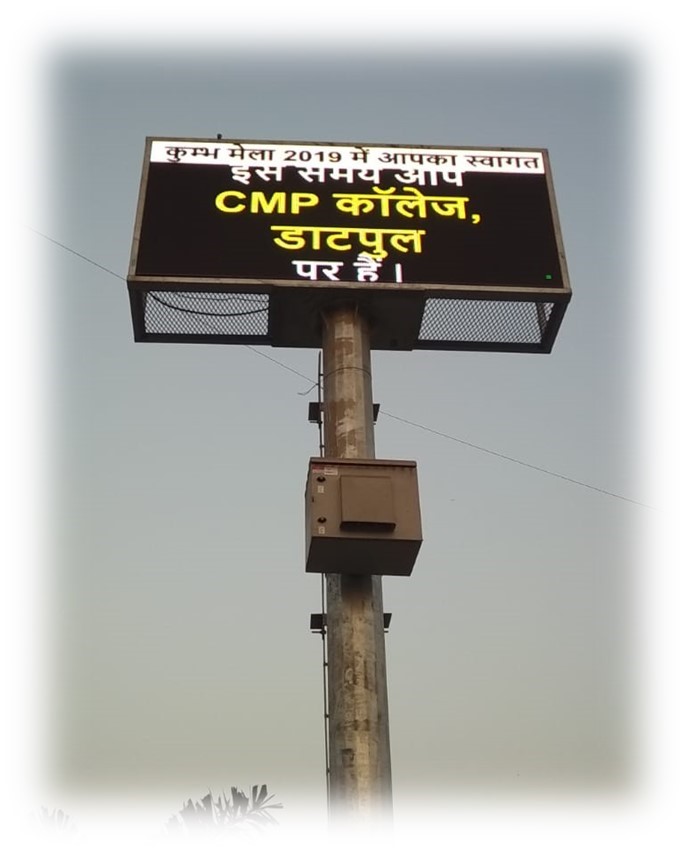 कुम्भ मेला 2019 में आपका स्वागत
इस समय आप
CMP कॉलेज,
डाटपुल
पर हैं।